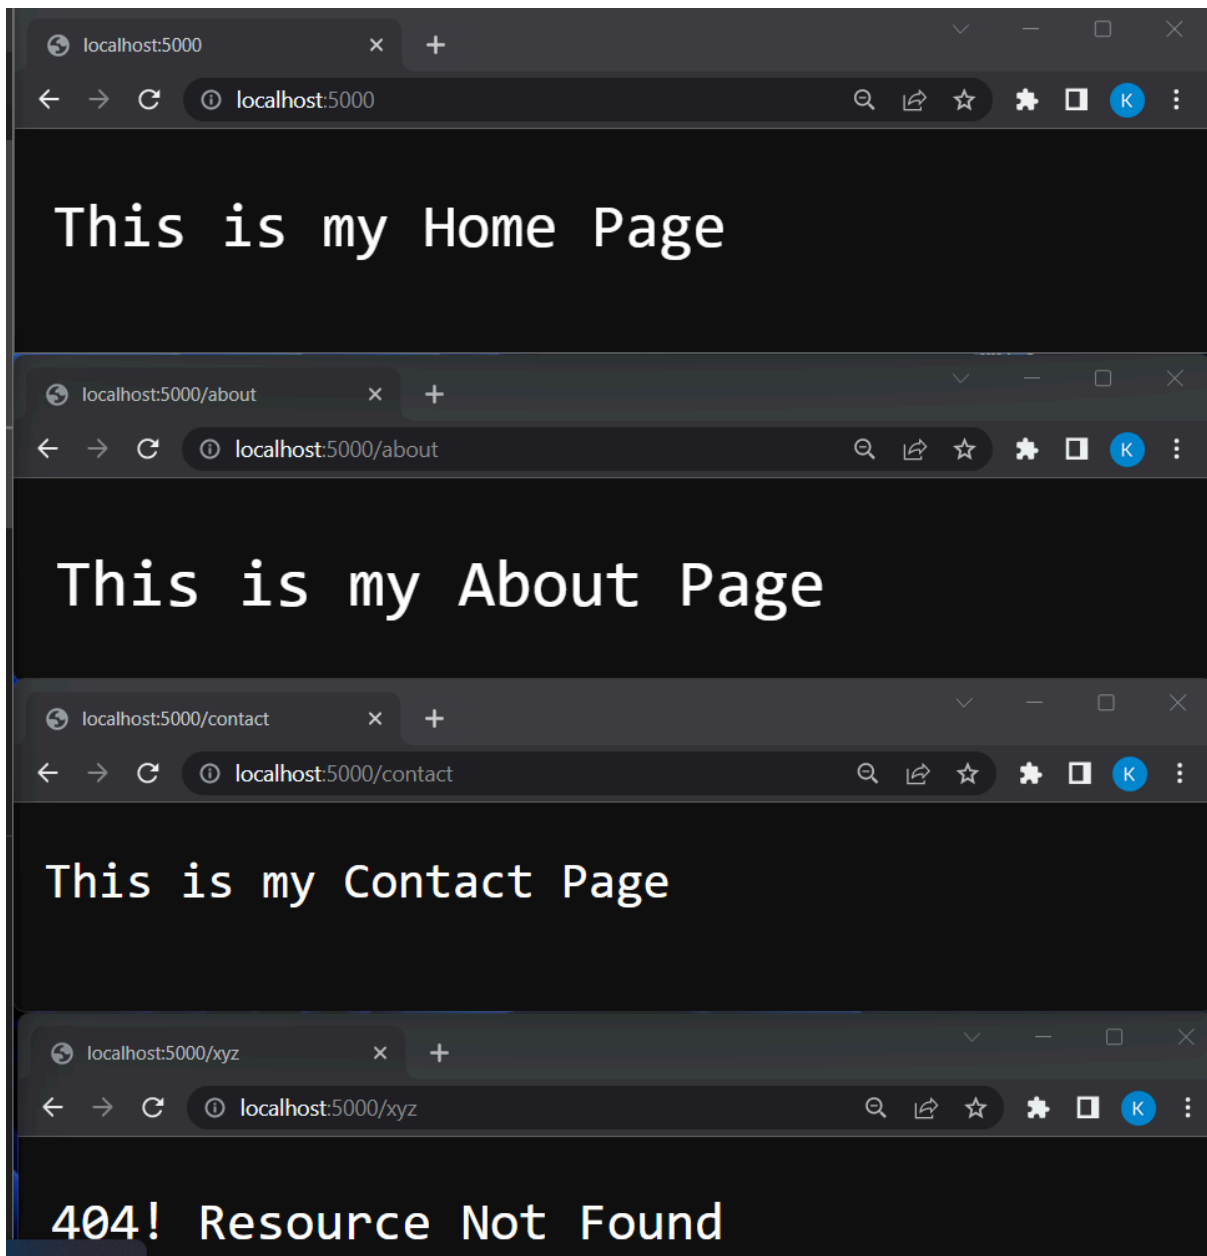 localhost:5000
localhost:5000
K
This is my Home Page
localhost:5000/about
localhost:5000/about
K
This is my About Page
localhost:5000/contact
localhost:5000/contact
K
This is my Contact Page
localhost:5000/xyz
localhost:5000/xyz
K
404! Resource Not Found